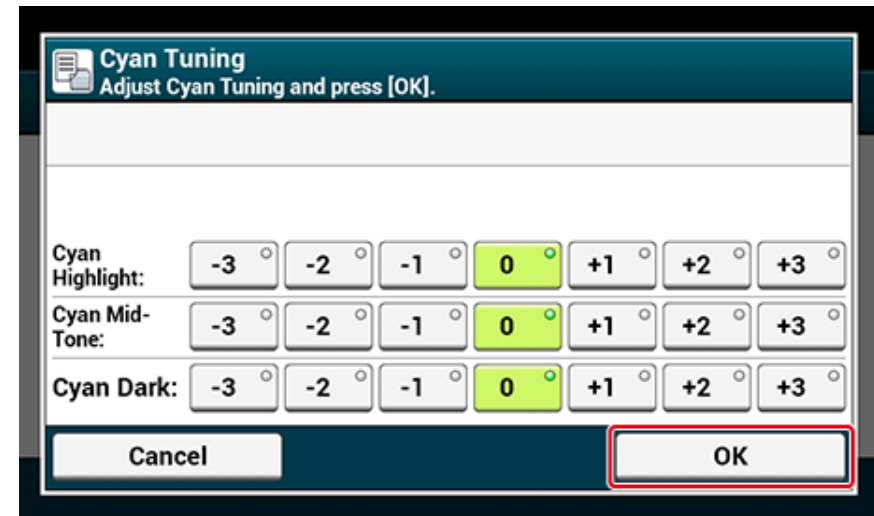 Cyan Tuning
Adjust Cyan Tuning and press [OK].
Cyan
Highlight:
-3 -2 -1 0 +1 +2 +3
Cyan Mid-
Tone:
-3 -2 -1 0 +1 +2 +3
Cyan Dark: -3 -2 -1 0 +1 +2 +3
Cancel OK